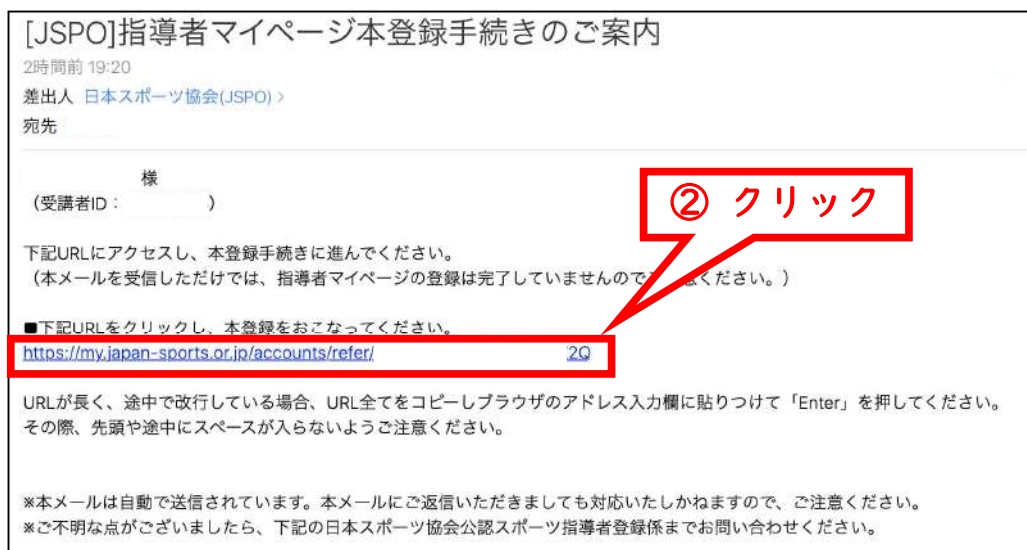 [JSPO]指導者マイページ本登録手続きのご案内
2時間前 19:20
差出人 日本スポーツ協会(JSPO) >
宛先
様
（受講者ID： ）
② クリック
下記URLにアクセスし、本登録手続きに進んでください。
（本メールを受信しただけでは、指導者マイページの登録は完了していませんのでご 意ください。）
■下記URLをクリックし、本登録をおこなってください。
https://my.japan-sports.or.jp/accounts/refer/ 2Q
URLが長く、途中で改行している場合、URL全てをコピーしブラウザのアドレス入力欄に貼りつけて「Enter」を押してください。
その際、先頭や途中にスペースが入らないようご注意ください。
※本メールは自動で送信されています。本メールにご返信いただきましても対応いたしかねますので、ご注意ください。
※ご不明な点がございましたら、下記の日本スポーツ協会公認スポーツ指導者登録係までお問い合わせください。